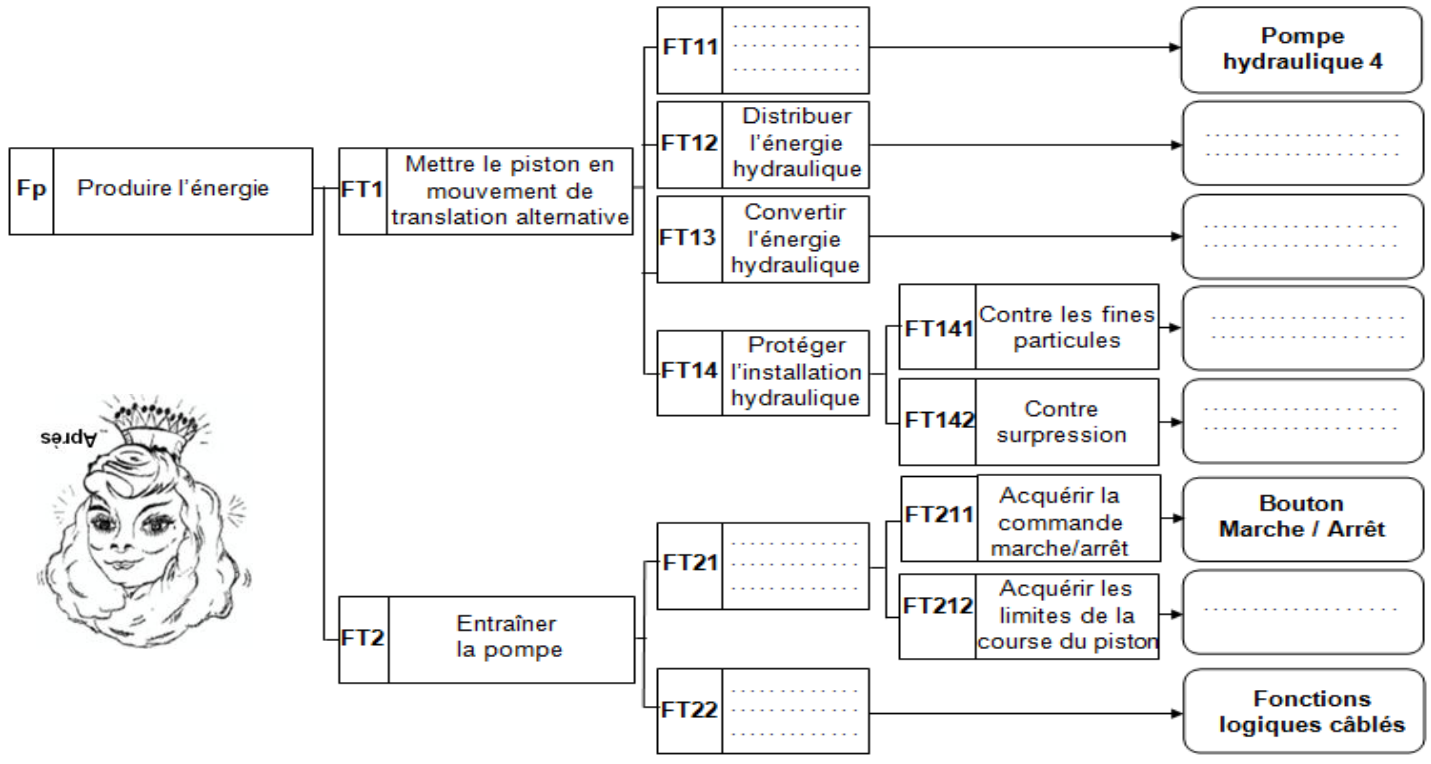 FT11
Pompe
hydraulique 4
FT12
Distribuer
l'énergie
hydraulique
Fp
Produire l'énergie
FT1
Mettre le piston en
mouvement de
translation alternative
FT13
Convertir
l'énergie
hydraulique
FT14
Protéger
l'installation
hydraulique
FT141
Contre les fines
particules
FT142
Contre
surpression
Après
FT21
FT211
Acquérir la
commande
marche/arrêt
Bouton
Marche / Arrêt
FT212
Acquérir les
limites de la
course du piston
FT2
Entraîner
la pompe
FT22
Fonctions
logiques câblés